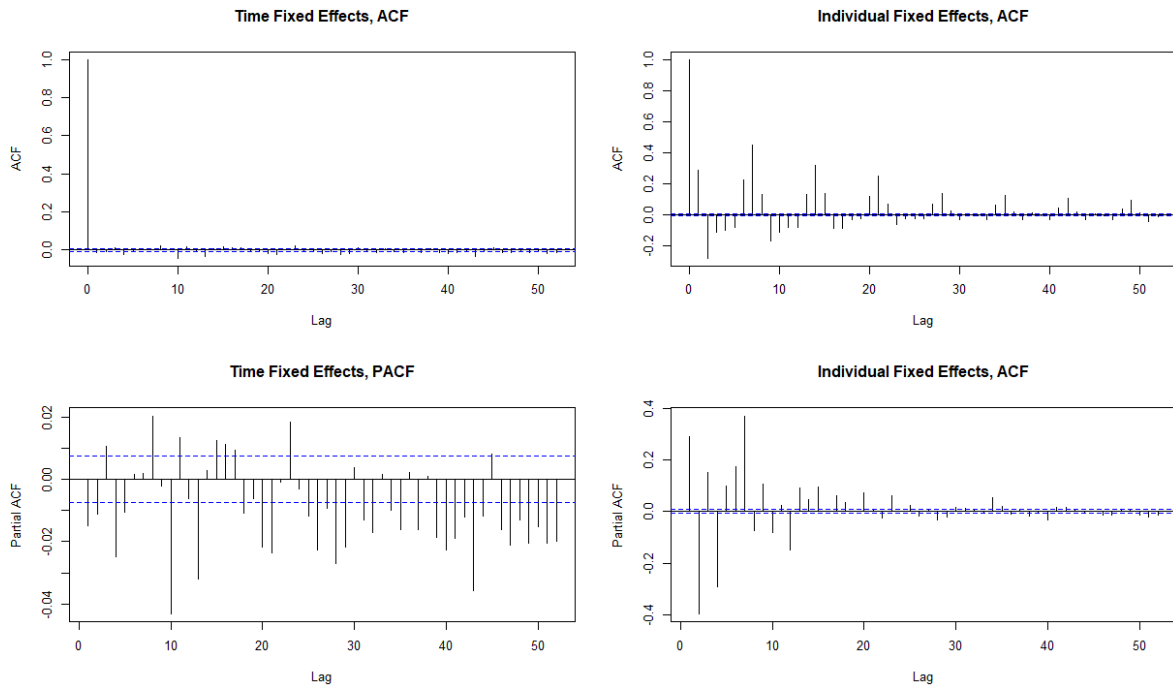 Time Fixed Effects, ACF
ACF
1.0
0.8
0.6
0.4
0.2
0.0
0 10 20 30 40 50
Lag
Individual Fixed Effects, ACF
ACF
1.0
0.8
0.6
0.4
0.2
0.0
-0.2
0 10 20 30 40 50
Lag
Time Fixed Effects, PACF
Partial ACF
0.02
0.00
-0.02
-0.04
0 10 20 30 40 50
Lag
Individual Fixed Effects, ACF
Partial ACF
0.4
0.2
0.0
-0.2
-0.4
0 10 20 30 40 50
Lag